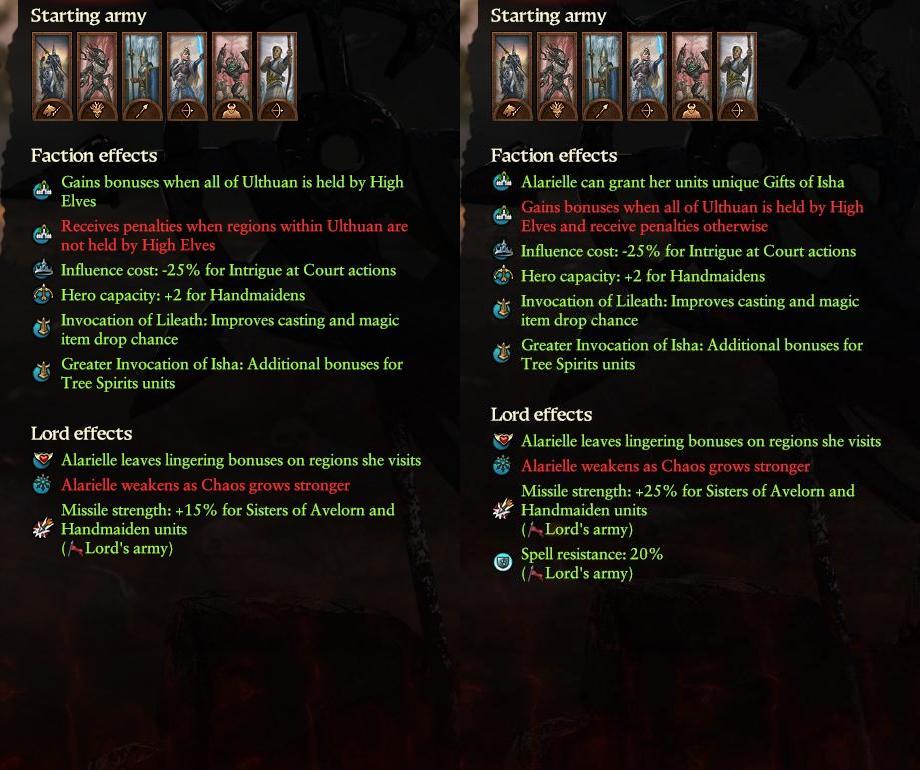 Starting army
Faction effects
Gains bonuses when all of Ulthuan is held by High
Elves
Receives penalties when regions within Ulthuan are
not held by High Elves
Influence cost: -25% for Intrigue at Court actions
Hero capacity: +2 for Handmaidens
Invocation of Lileath: Improves casting and magic
item drop chance
Greater Invocation of Isha: Additional bonuses for
Tree Spirits units
Lord effects
Alarielle leaves lingering bonuses on regions she visits
Alarielle weakens as Chaos grows stronger
Missile strength: +15% for Sisters of Avelorn and
Handmaiden units
(Lord's army)
Starting army
Faction effects
Alarielle can grant her units unique Gifts of Isha
Gains bonuses when all of Ulthuan is held by High
Elves and receive penalties otherwise
Influence cost: -25% for Intrigue at Court actions
Hero capacity: +2 for Handmaidens
Invocation of Lileath: Improves casting and magic
item drop chance
Greater Invocation of Isha: Additional bonuses for
Tree Spirits units
Lord effects
Alarielle leaves lingering bonuses on regions she visits
Alarielle weakens as Chaos grows stronger
Missile strength: +25% for Sisters of Avelorn and
Handmaiden units
(Lord's army)
Spell resistance: 20%
(Lord's army)